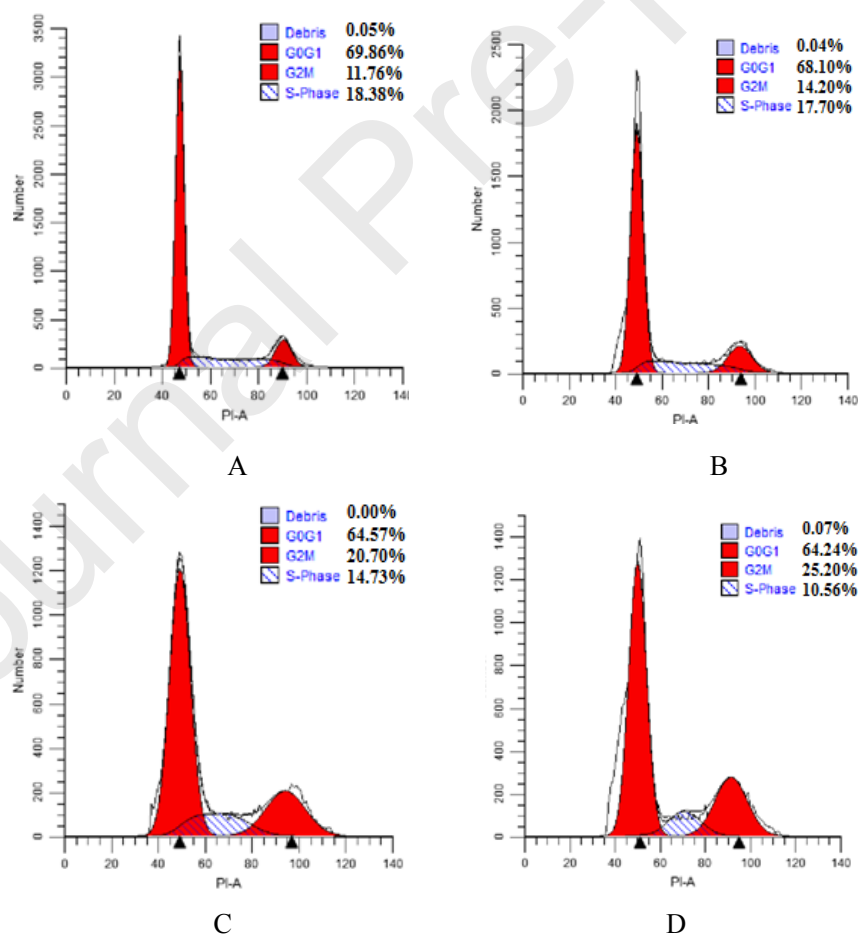 Journal Pre-
Debris 0.05%
G0G1 69.86%
G2M 11.76%
S-Phase 18.38%
Number
0 500 1000 1500 2000 2500 3000 3500
0 20 40 60 80 100 120 140
PI-A
A
Debris 0.04%
G0G1 68.10%
G2M 14.20%
S-Phase 17.70%
Number
0 500 1000 1500 2000 2500
0 20 40 60 80 100 120 140
PI-A
B
Debris 0.00%
G0G1 64.57%
G2M 20.70%
S-Phase 14.73%
Number
0 200 400 600 800 1000 1200 1400
0 20 40 60 80 100 120 140
PI-A
C
Debris 0.07%
G0G1 64.24%
G2M 25.20%
S-Phase 10.56%
0 200 400 600 800 1000 1200 1400
0 20 40 60 80 100 120 140
PI-A
D